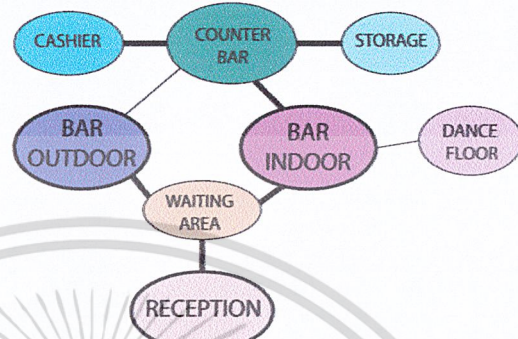 CASHIER
COUNTER
BAR
STORAGE
BAR
OUTDOOR
BAR
INDOOR
DANCE
FLOOR
WAITING
AREA
RECEPTION